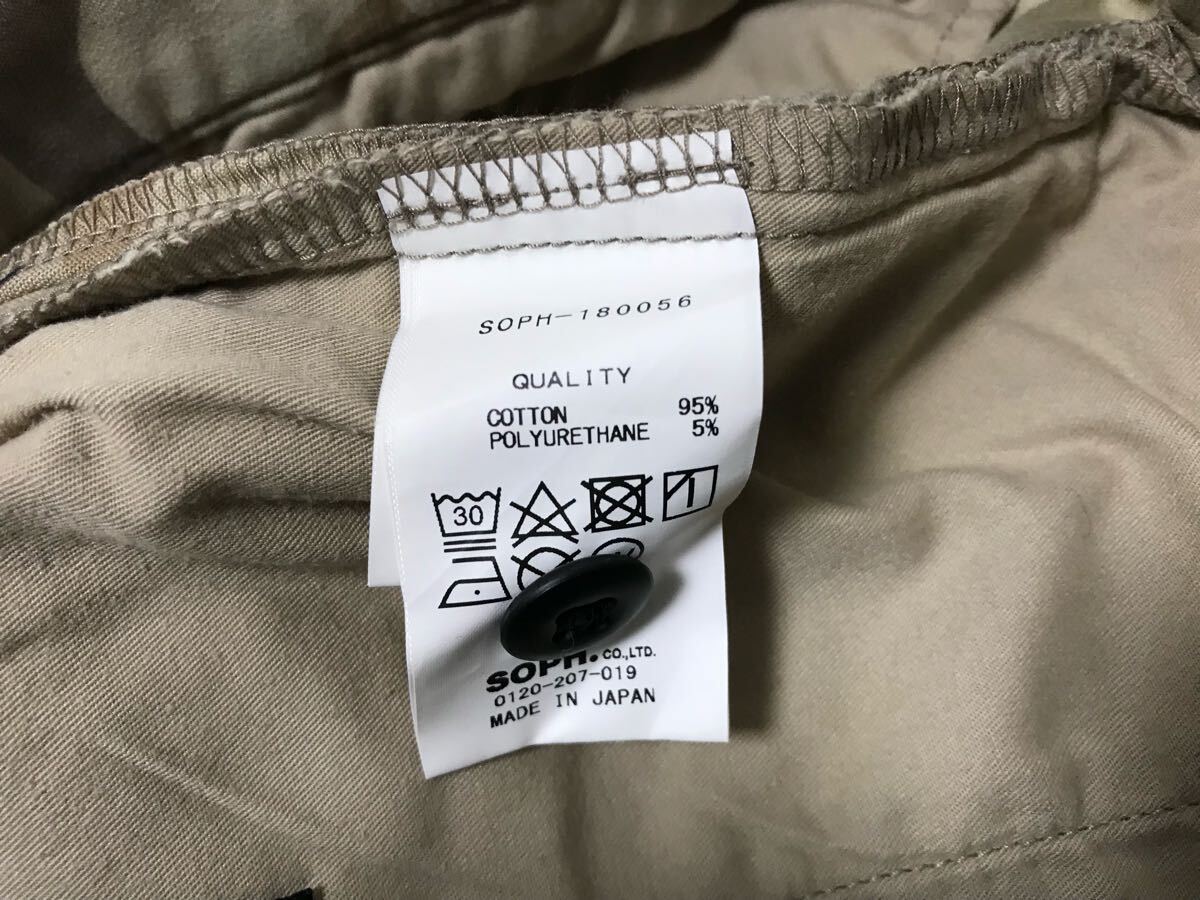 SOPH-180056
QUALITY
COTTON 95%
POLYURETHANE 5%
30
SOPH. CO.,LTD.
0120-207-019
MADE IN JAPAN